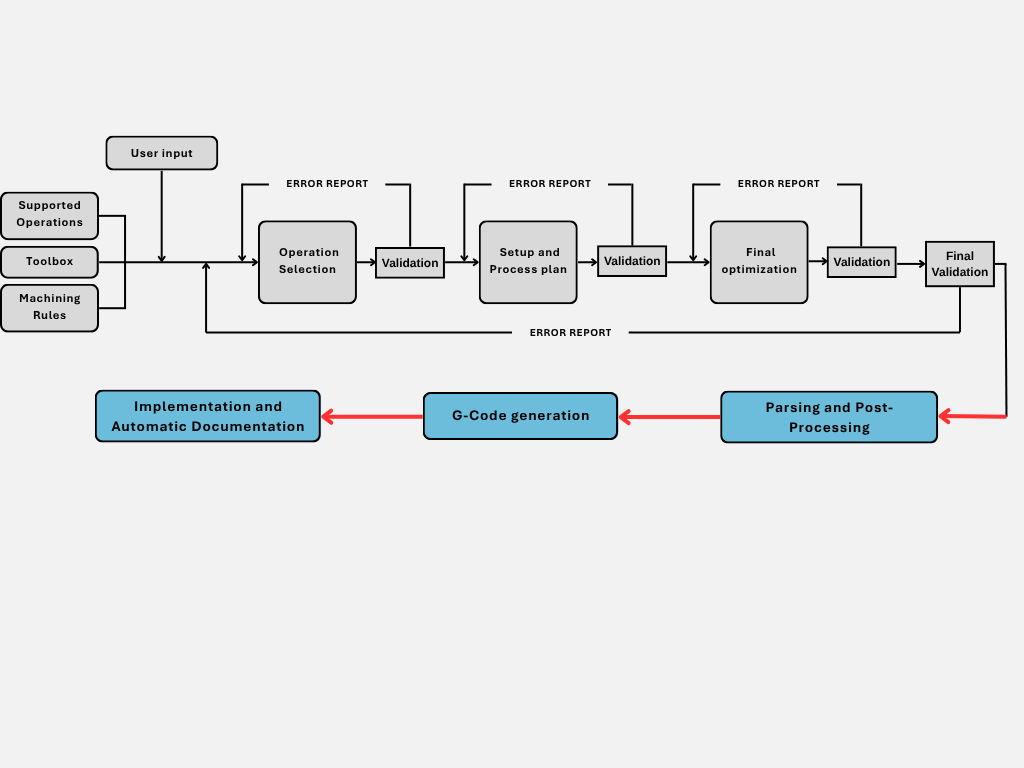 User input
ERROR REPORT
ERROR REPORT
ERROR REPORT
Supported
Operations
Toolbox
Machining
Rules
Operation
Selection
Validation
Setup and
Process plan
Validation
Final
optimization
Validation
Final
Validation
ERROR REPORT
Implementation and
Automatic Documentation
G-Code generation
Parsing and Post-
Processing